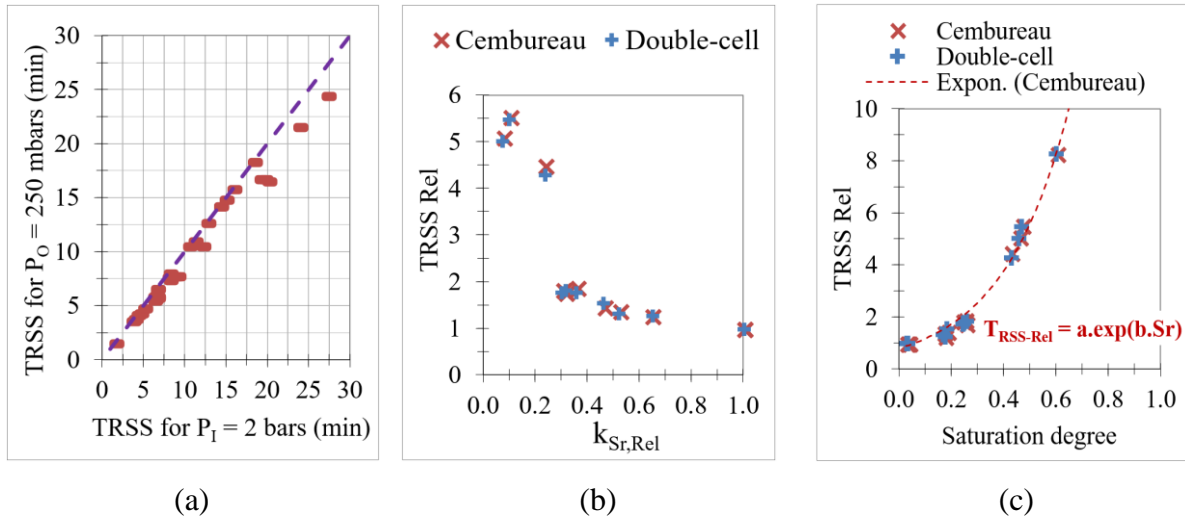 30
25
20
15
10
5
0
TRSS for P_O = 250 mbars (min)
0 5 10 15 20 25 30
TRSS for P_I = 2 bars (min)
(a)
Cembureau Double-cell
6
5
4
3
2
1
0
TRSS Rel
0.0 0.2 0.4 0.6 0.8 1.0
k_Sr,Rel
(b)
Cembureau
Double-cell
Expon. (Cembureau)
10
8
6
4
2
0
TRSS Rel
T_RSS-Rel = a.exp(b.Sr)
0.0 0.2 0.4 0.6 0.8 1.0
Saturation degree
(c)